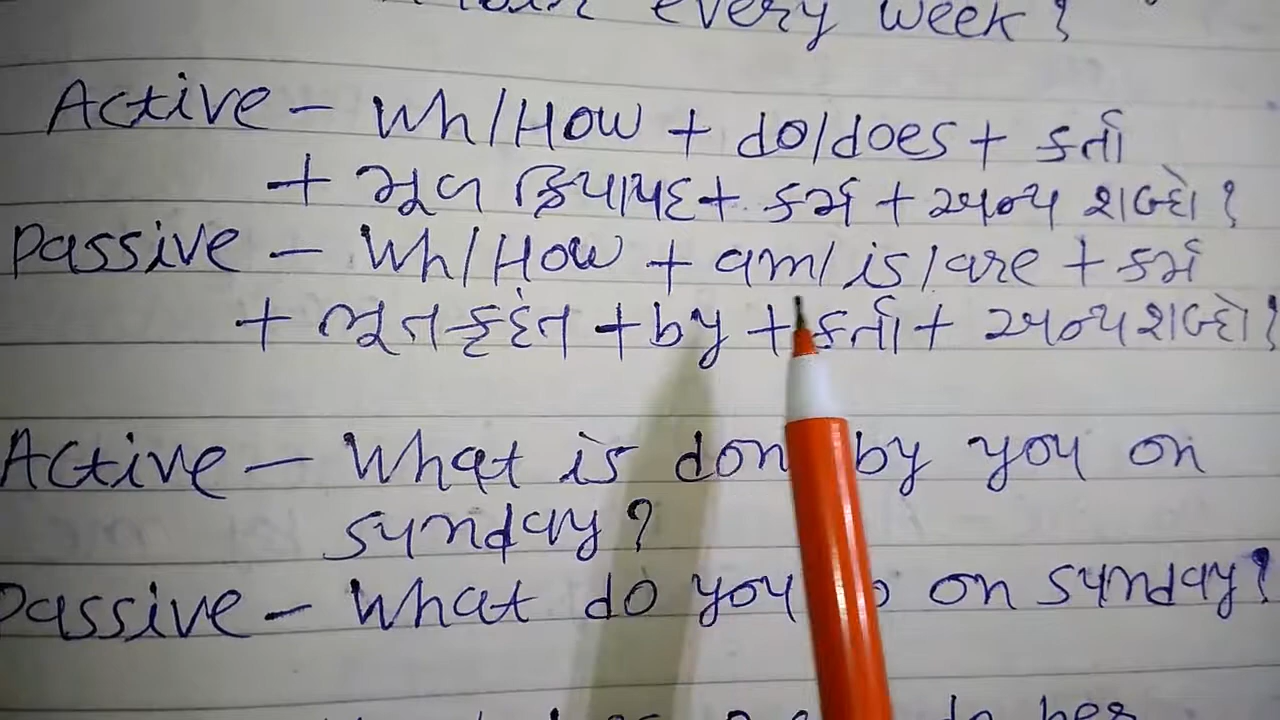 every week?
Active - Wh/How + do/does + કર્તા
+ મૂળ ક્રિયાપદ + કર્મ + અન્ય શબ્દો?
Passive - Wh/How + am/is/are + કર્મ
+ ભૂતકૃદંત + by + કર્તા + અન્ય શબ્દો?
Active - What is don by you on
sunday?
Passive - What do you on sunday?